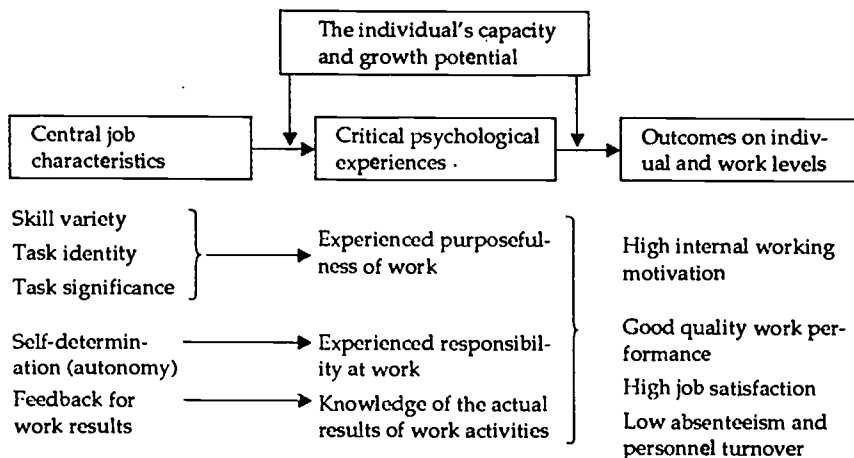 The individual's capacity
and growth potential
Central job
characteristics
Critical psychological
experiences .
Outcomes on indiv-
ual and work levels
Skill variety
Task identity
Task significance
Experienced purposeful-
ness of work
High internal working
motivation
Self-determin-
ation (autonomy)
Experienced responsibil-
ity at work
Good quality work per-
formance
Feedback for
work results
Knowledge of the actual
results of work activities
High job satisfaction
Low absenteeism and
personnel turnover